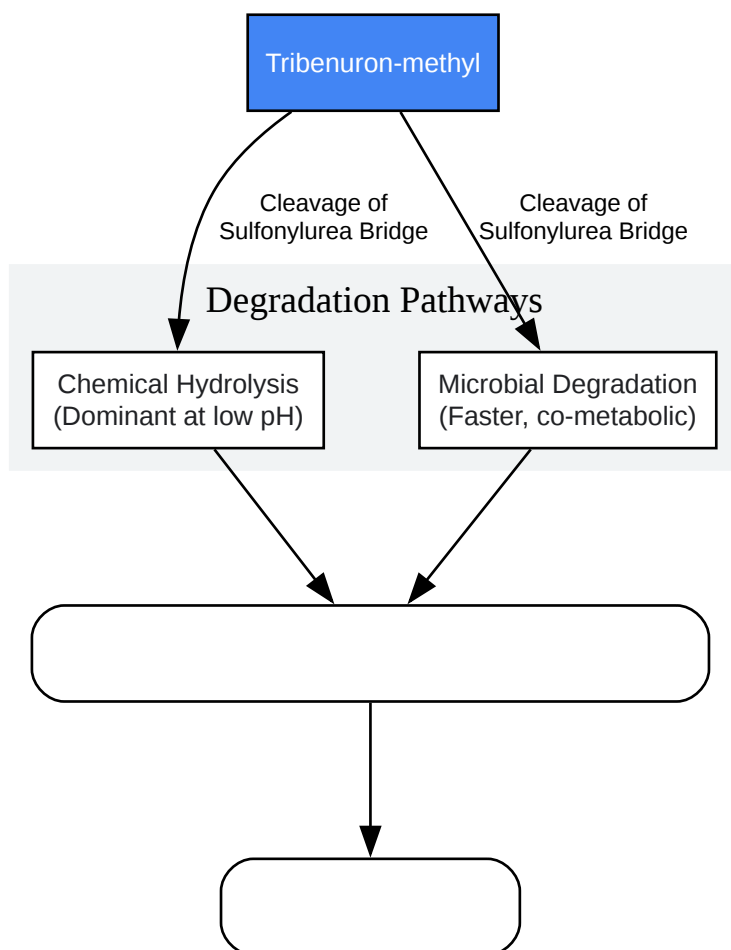 Tribenuron-methyl
Cleavage of
Sulfonylurea Bridge
Cleavage of
Sulfonylurea Bridge
Degradation Pathways
Chemical Hydrolysis
(Dominant at low pH)
Microbial Degradation
(Faster, co-metabolic)